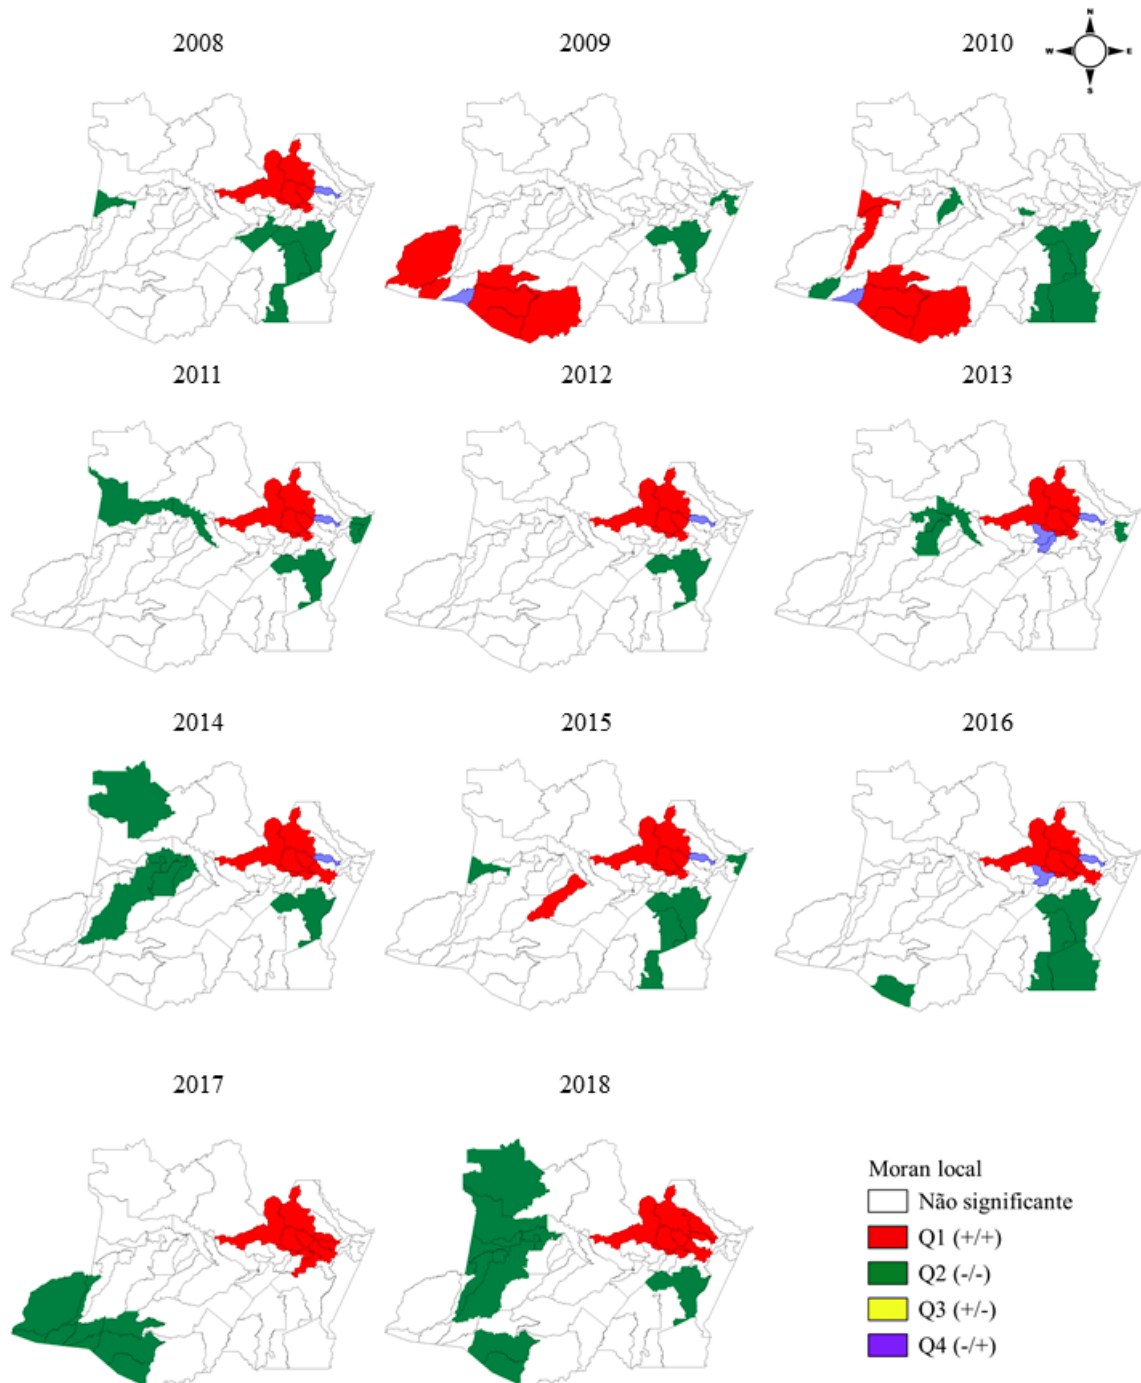 2008
2009
2010
N
W
E
S
2011
2012
2013
2014
2015
2016
2017
2018
Moran local
Não significante
Q1 (+/+)
Q2 (-/-)
Q3 (+/-)
Q4 (-/+)